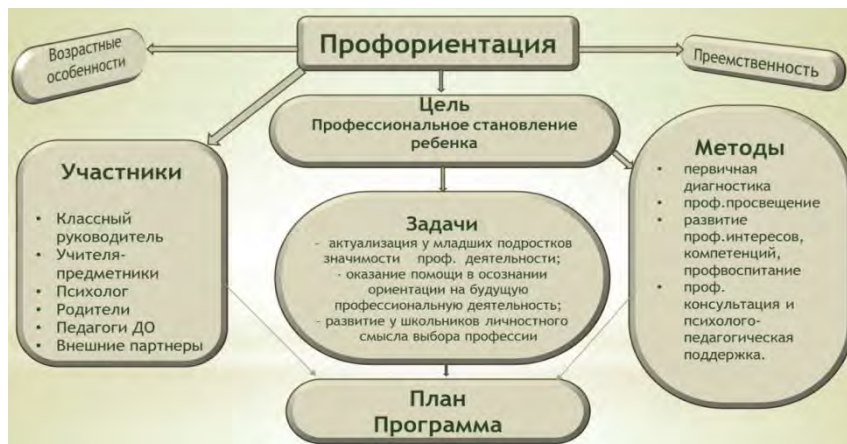 Профориентация
Возрастные
особенности
Преемственность
Цель
Профессиональное становление
ребенка
Участники
• Классный
руководитель
• Учителя-
предметники
• Психолог
• Родители
• Педагоги ДО
• Внешние партнеры
Задачи
- актуализация у младших подростков
значимости проф. деятельности;
- оказание помощи в осознании
ориентации на будущую
профессиональную деятельность;
- развитие у школьников личностного
смысла выбора профессии
Методы
• первичная
диагностика
• проф.просвещение
• развитие
проф.интересов,
компетенций,
профвоспитание
• проф.
консультация и
психолого-
педагогическая
поддержка.
План
Программа